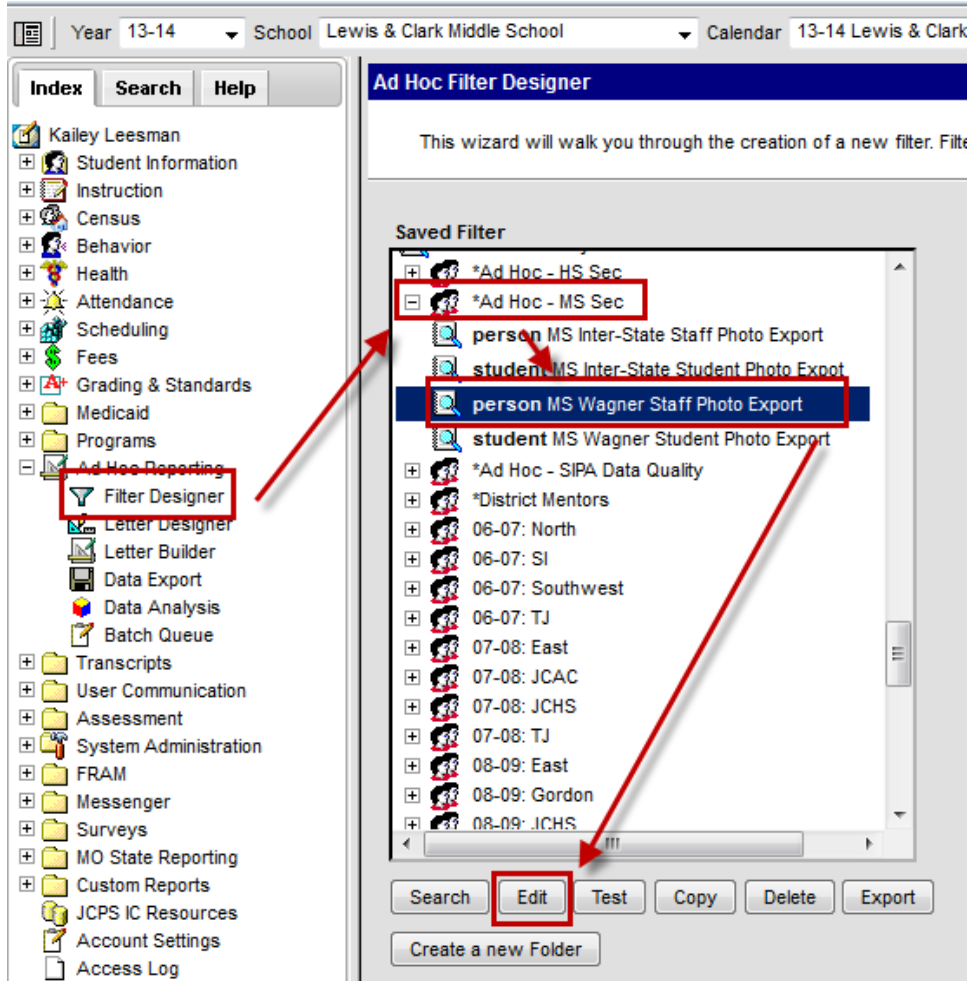 Year 13-14 School Lewis & Clark Middle School Calendar 13-14 Lewis & Clark
Index Search Help
Kailey Leesman
Student Information
Instruction
Census
Behavior
Health
Attendance
Scheduling
Fees
Grading & Standards
Medicaid
Programs
Ad Hoc Reporting
Filter Designer
Letter Designer
Letter Builder
Data Export
Data Analysis
Batch Queue
Transcripts
User Communication
Assessment
System Administration
FRAM
Messenger
Surveys
MO State Reporting
Custom Reports
JCPS IC Resources
Account Settings
Access Log
Ad Hoc Filter Designer
This wizard will walk you through the creation of a new filter. Filte
Saved Filter
*Ad Hoc - HS Sec
*Ad Hoc - MS Sec
person MS Inter-State Staff Photo Export
student MS Inter-State Student Photo Expot
person MS Wagner Staff Photo Export
student MS Wagner Student Photo Export
*Ad Hoc - SIPA Data Quality
*District Mentors
06-07: North
06-07: SI
06-07: Southwest
06-07: TJ
07-08: East
07-08: JCAC
07-08: JCHS
07-08: TJ
08-09: East
08-09: Gordon
08-09: JCHS
Search Edit Test Copy Delete Export
Create a new Folder